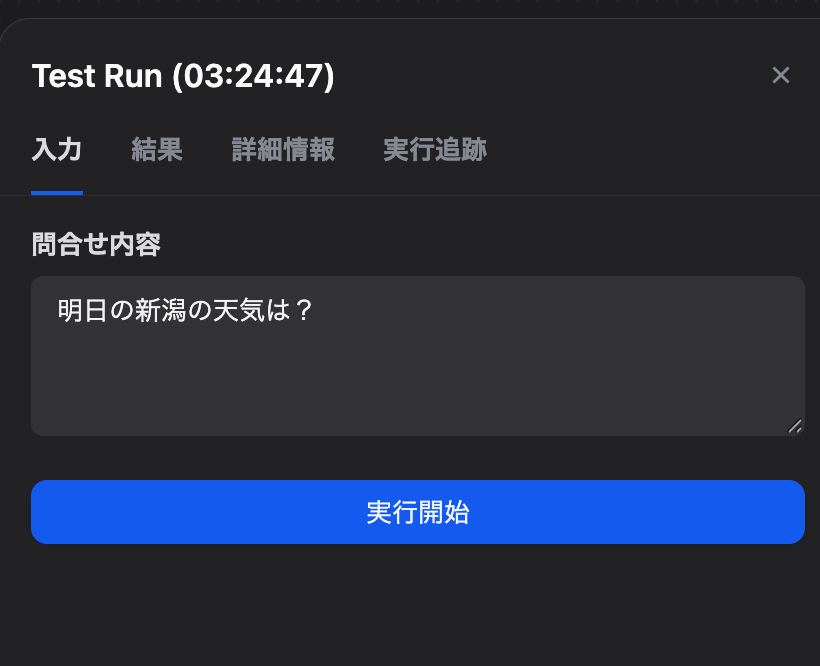 Test Run (03:24:47)
入力 結果 詳細情報 実行追跡
問合せ内容
明日の新潟の天気は？
実行開始